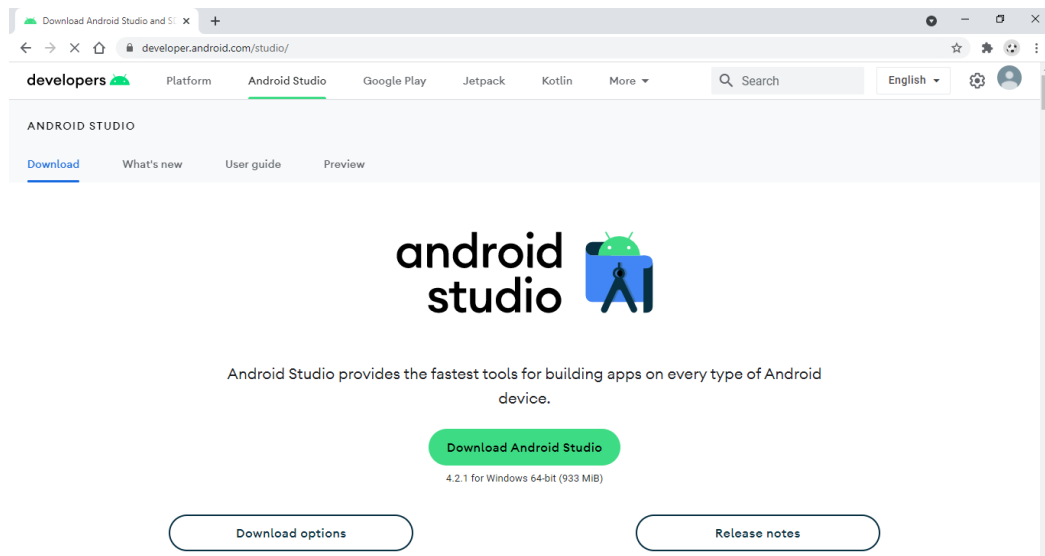 Download Android Studio and S
developer.android.com/studio/
developers Platform Android Studio Google Play Jetpack Kotlin More Search English
ANDROID STUDIO
Download What's new User guide Preview
android
studio
Android Studio provides the fastest tools for building apps on every type of Android
device.
Download Android Studio
4.2.1 for Windows 64-bit (933 MiB)
Download options Release notes